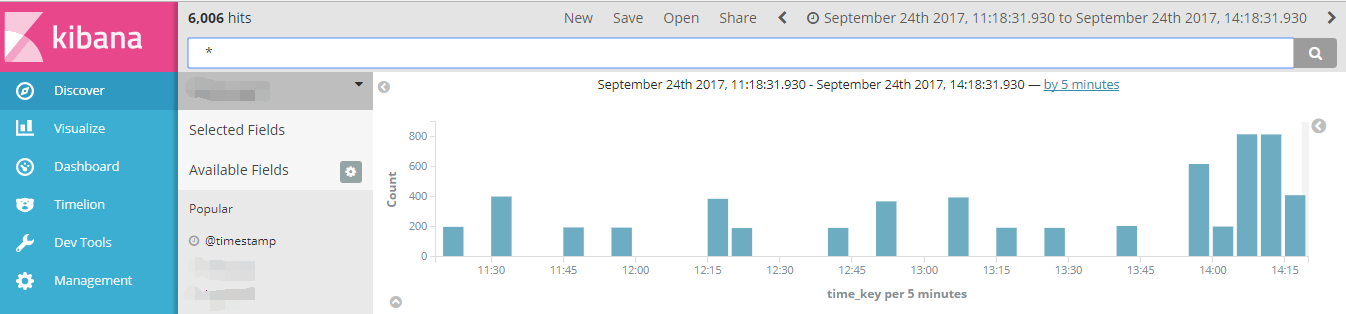 kibana
Discover
Visualize
Dashboard
Timelion
Dev Tools
Management
6,006 hits
New Save Open Share September 24th 2017, 11:18:31.930 to September 24th 2017, 14:18:31.930
*
Selected Fields
Available Fields
Popular
@timestamp
September 24th 2017, 11:18:31.930 - September 24th 2017, 14:18:31.930 — by 5 minutes
Count
800
600
400
200
0
11:30 11:45 12:00 12:15 12:30 12:45 13:00 13:15 13:30 13:45 14:00 14:15
time_key per 5 minutes